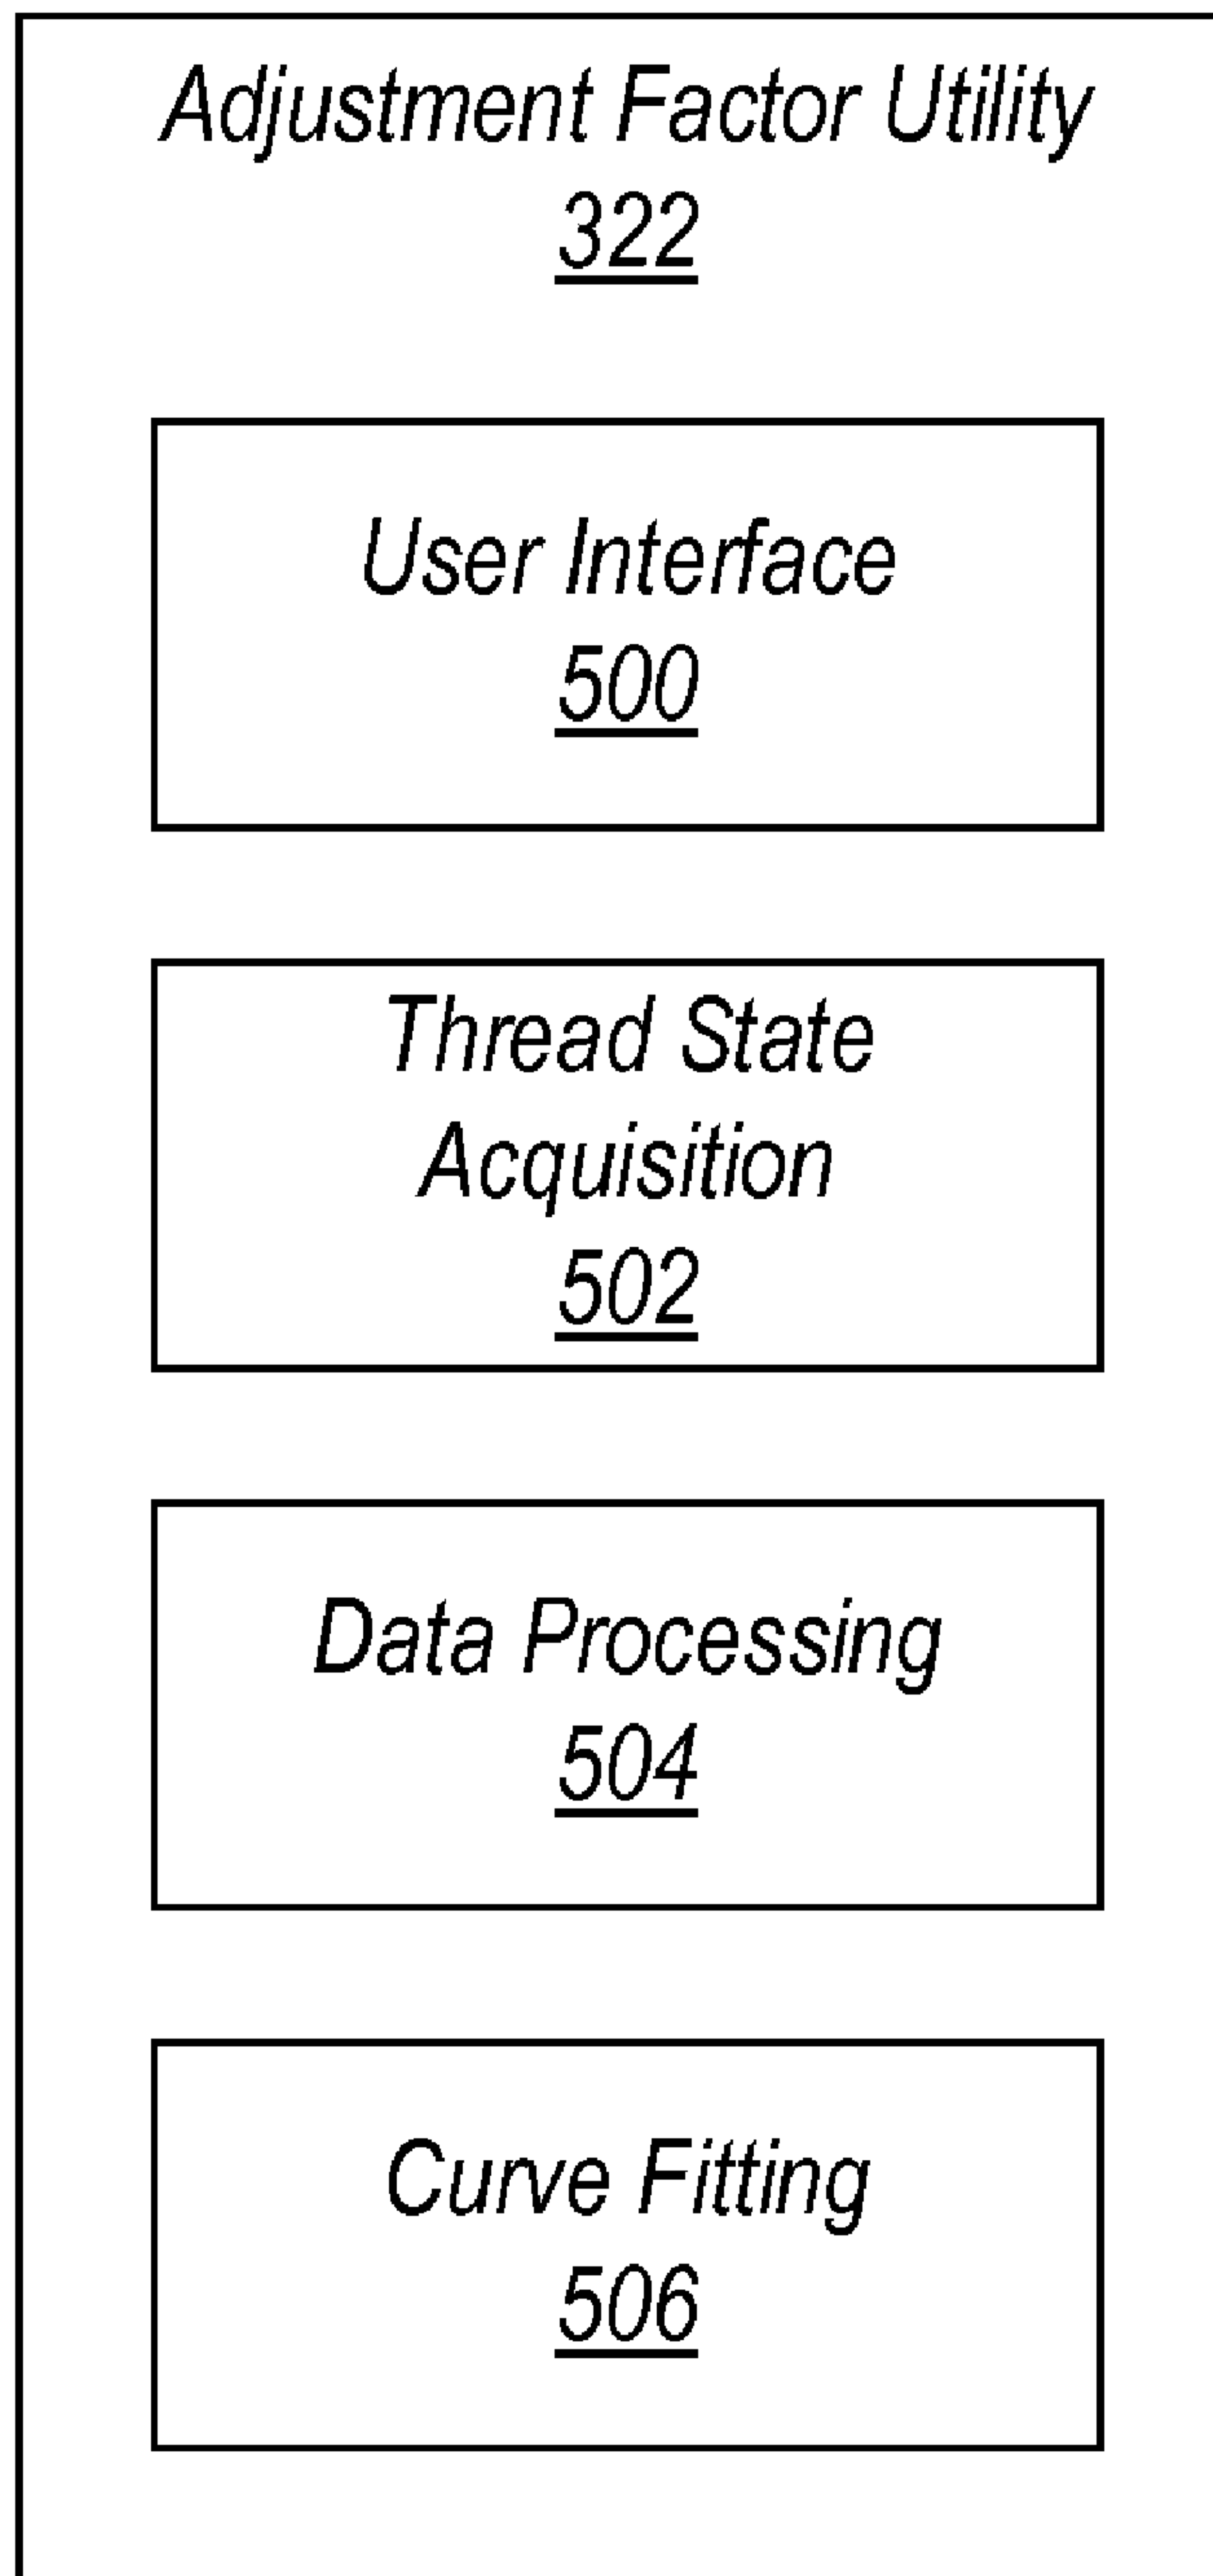 Adjustment Factor Utility
322
User Interface
500
Thread State
Acquisition
502
Data Processing
504
Curve Fitting
506